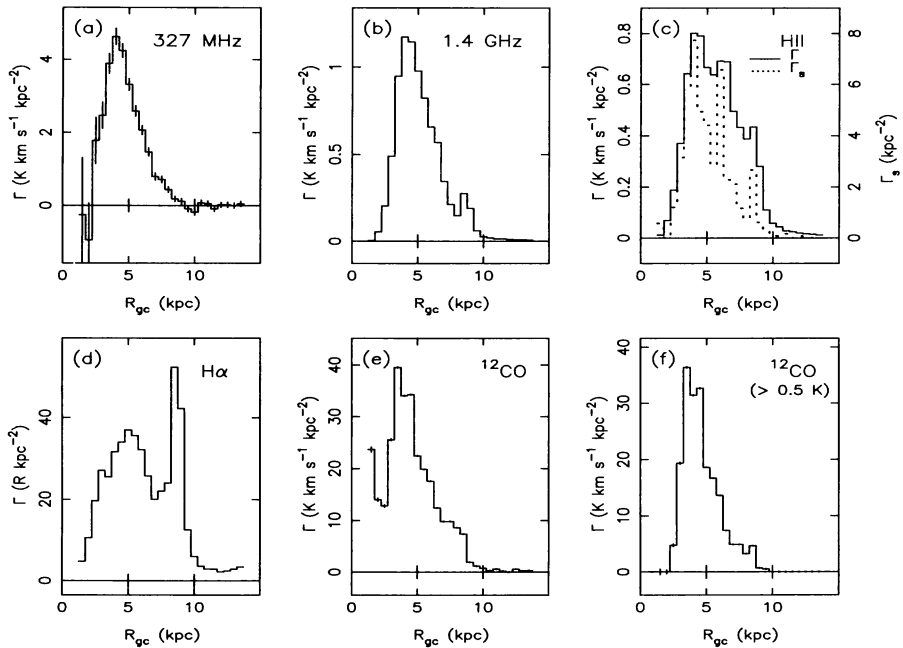 (a) 327 MHz
Γ (K km s⁻¹ kpc⁻²)
4
2
0
0 5 10
R_gc (kpc)
(b) 1.4 GHz
Γ (K km s⁻¹ kpc⁻²)
1
0.5
0
0 5 10
R_gc (kpc)
(c) HII
Γ
Γ_s
Γ (K km s⁻¹ kpc⁻²)
0.8
0.6
0.4
0.2
0
8
6
4
2
0
Γ_s (kpc⁻²)
0 5 10
R_gc (kpc)
(d) Hα
Γ (R kpc⁻²)
40
20
0
0 5 10
R_gc (kpc)
(e) ¹²CO
Γ (K km s⁻¹ kpc⁻²)
40
30
20
10
0
0 5 10
R_gc (kpc)
(f) ¹²CO
(> 0.5 K)
Γ (K km s⁻¹ kpc⁻²)
40
30
20
10
0
0 5 10
R_gc (kpc)